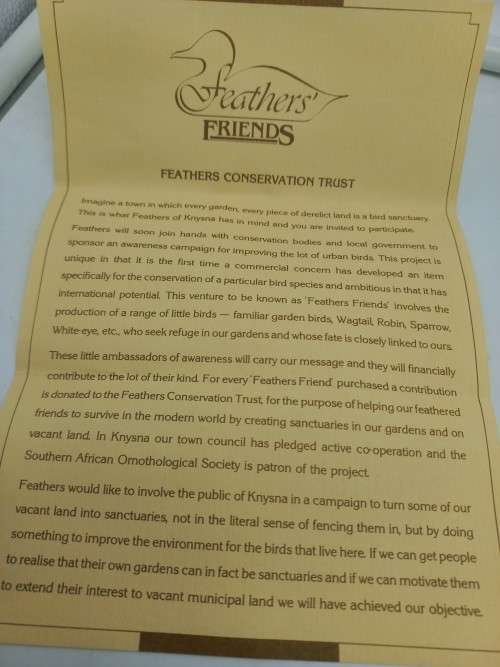 Feathers'
FRIENDS
FEATHERS CONSERVATION TRUST
Imagine a town in which every garden, every piece of derelict land is a bird sanctuary.
This is what Feathers of Knysna has in mind and you are invited to participate.
Feathers will soon join hands with conservation bodies and local government to
sponsor an awareness campaign for improving the lot of urban birds. This project is
unique in that it is the first time a commercial concern has developed an item
specifically for the conservation of a particular bird species and ambitious in that it has
international potential. This venture to be known as 'Feathers Friends' involves the
production of a range of little birds — familiar garden birds, Wagtail, Robin, Sparrow,
White-eye, etc., who seek refuge in our gardens and whose fate is closely linked to ours.
These little ambassadors of awareness will carry our message and they will financially
contribute to the lot of their kind. For every 'Feathers Friend' purchased a contribution
is donated to the Feathers Conservation Trust, for the purpose of helping our feathered
friends to survive in the modern world by creating sanctuaries in our gardens and on
vacant land. In Knysna our town council has pledged active co-operation and the
Southern African Ornothological Society is patron of the project.
Feathers would like to involve the public of Knysna in a campaign to turn some of our
vacant land into sanctuaries, not in the literal sense of fencing them in, but by doing
something to improve the environment for the birds that live here. If we can get people
to realise that their own gardens can in fact be sanctuaries and if we can motivate them
to extend their interest to vacant municipal land we will have achieved our objective.